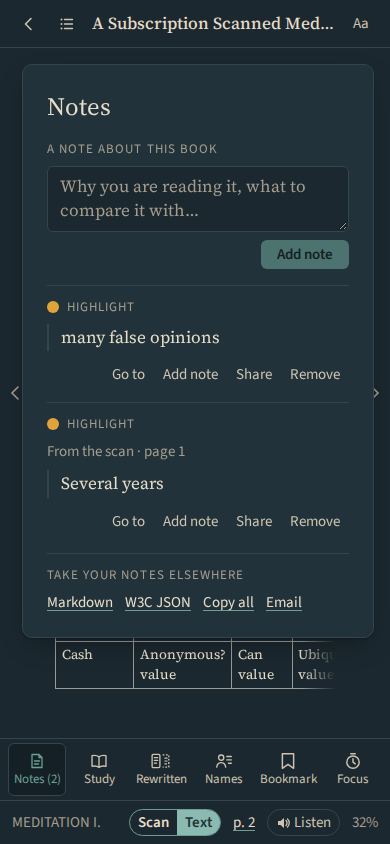 A Subscription Scanned Med...
Aa
Notes
A NOTE ABOUT THIS BOOK
Why you are reading it, what to
compare it with...
Add note
HIGHLIGHT
many false opinions
Go to Add note Share Remove
HIGHLIGHT
From the scan · page 1
Several years
Go to Add note Share Remove
TAKE YOUR NOTES ELSEWHERE
Markdown W3C JSON Copy all Email
Cash Anonymous? Can
value value value
Notes (2) Study Rewritten Names Bookmark Focus
MEDITATION I. Scan Text p. 2 Listen 32%